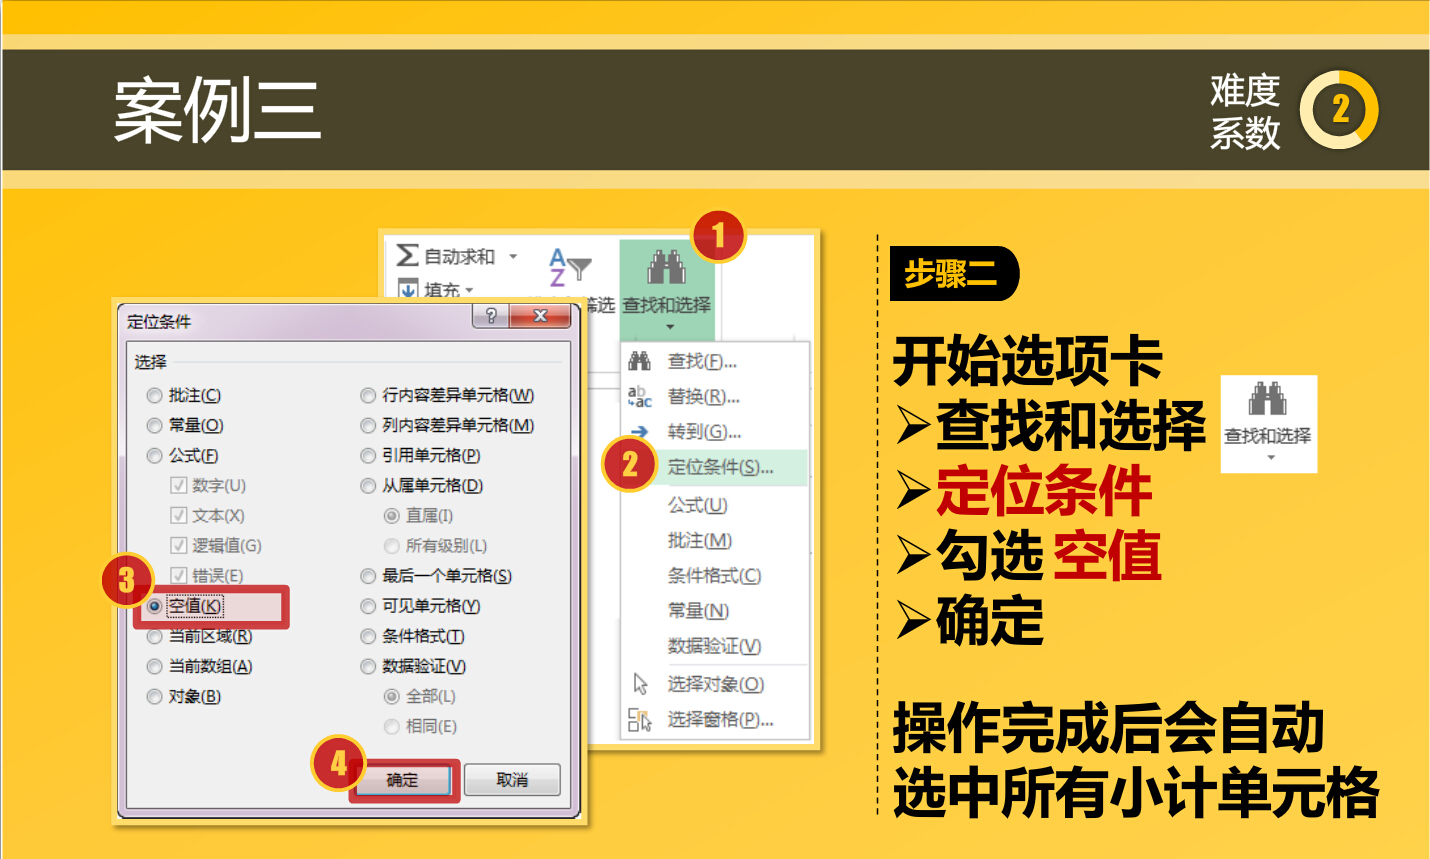 案例三
难度
系数
2
1
自动求和
填充
A
Z
筛选
查找和选择
查找(F)...
ab
ac
替换(R)...
转到(G)...
2
定位条件(S)...
公式(U)
批注(M)
条件格式(C)
常量(N)
数据验证(V)
选择对象(O)
选择窗格(P)...
定位条件
?
选择
批注(C)
行内容差异单元格(W)
常量(O)
列内容差异单元格(M)
公式(F)
引用单元格(P)
数字(U)
从属单元格(D)
文本(X)
直属(I)
逻辑值(G)
所有级别(L)
3
错误(E)
最后一个单元格(S)
空值(K)
可见单元格(Y)
当前区域(R)
条件格式(T)
当前数组(A)
数据验证(V)
对象(B)
全部(L)
相同(E)
4
确定
取消
步骤二
开始选项卡
➢查找和选择
查找和选择
➢定位条件
➢勾选 空值
➢确定
操作完成后会自动
选中所有小计单元格